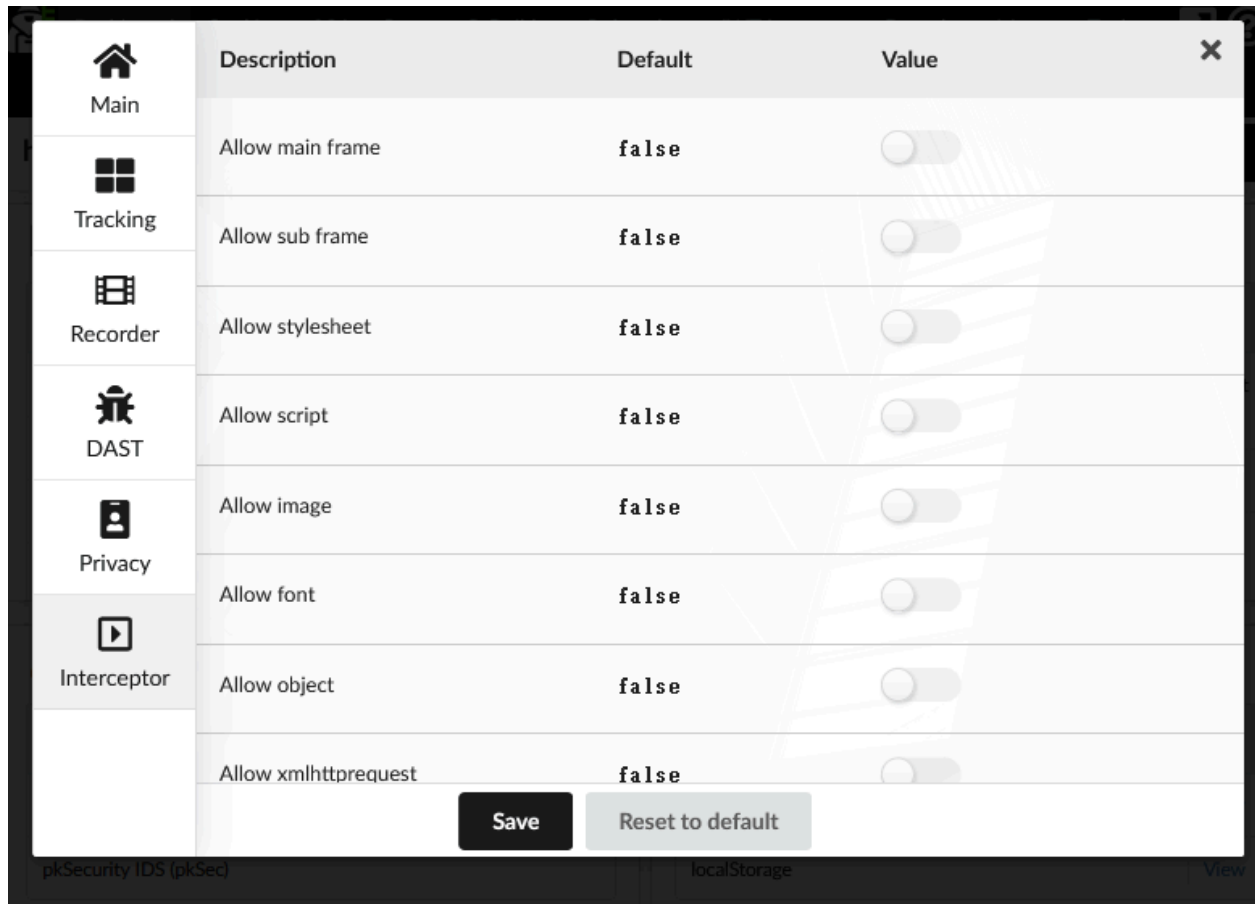 Description Default Value
Main
Allow main frame false
Tracking
Allow sub frame false
Recorder
Allow stylesheet false
DAST
Allow script false
Privacy
Allow image false
Interceptor
Allow font false
Allow object false
Allow xmlhttprequest false
Save Reset to default
pkSecurity IDS (pkSec) localStorage View